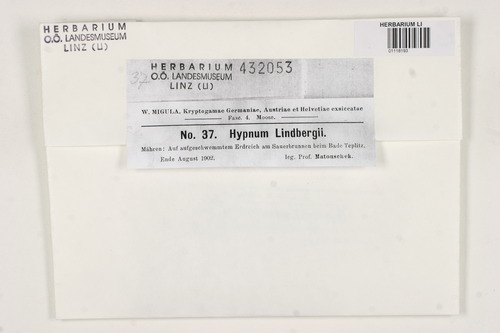 HERBARIUM
O.Ö. LANDESMUSEUM
LINZ (LI)
HERBARIUM LI
01116193
37
HERBARIUM 432053
O.Ö. LANDESMUSEUM
LINZ (LI)
W. MIGULA, Kryptogamae Germaniae, Austriae et Helvetiae exsiccatae
Fasc. 4. Moose.
No. 37. Hypnum Lindbergii.
Mähren: Auf aufgeschwemmtem Erdreich am Sauerbrunnen beim Bade Teplitz.
Ende August 1902. leg. Prof. Matouschek.